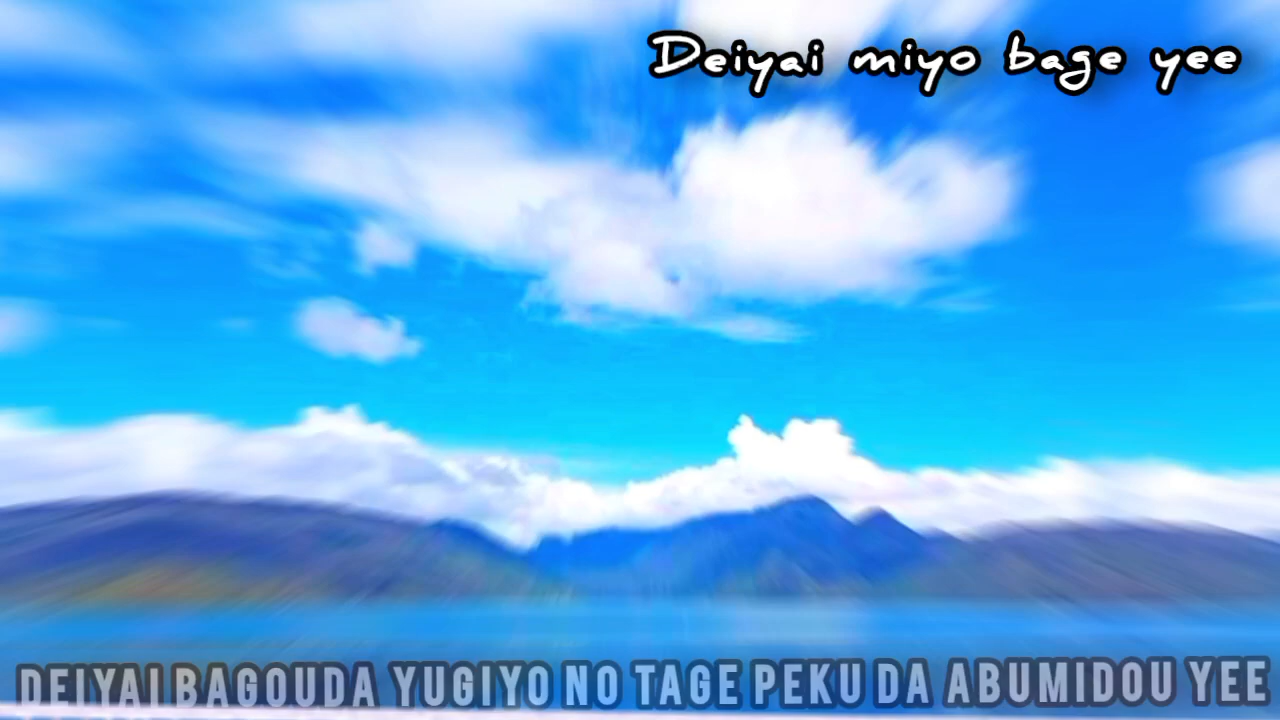 Deiyai miyo bage yee
DEIYAI BAGOUDA YUGIYO NO TAGE PEKU DA ABUMIDOU YEE